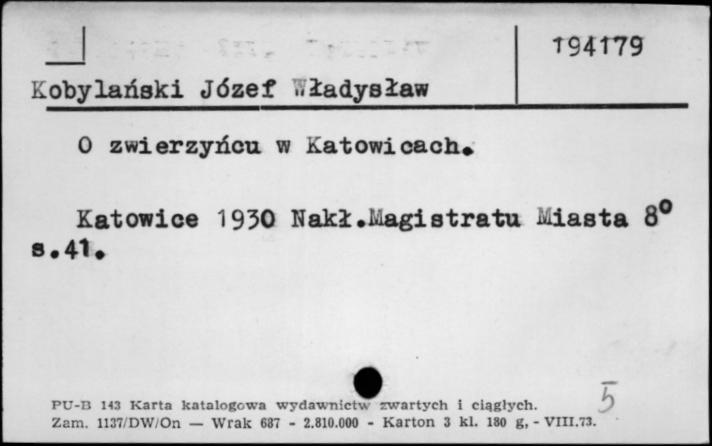 194179
Kobylański Józef Władysław
O zwierzyńcu w Katowicach.
Katowice 1930 Nakł.Magistratu Miasta 8°
s.41.
5
PU-B 143 Karta katalogowa wydawnictw zwartych i ciągłych.
Zam. 1137/DW/On — Wrak 687 - 2.810.000 - Karton 3 kl. 180 g, - VIII.73.